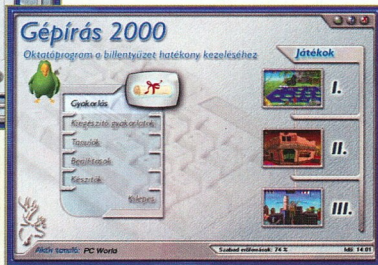 Gépírás 2000
Oktatóprogram a billentyűzet hatékony kezeléséhez
Játékok
Gyakorlás
Kiegészítő gyakorlatok
Tanulók
Beállítások
Készítők
Kilépés
I.
II.
III.
Aktív tanuló: PC World
Szabad erőforrások: 74 %
Idő: 14:01